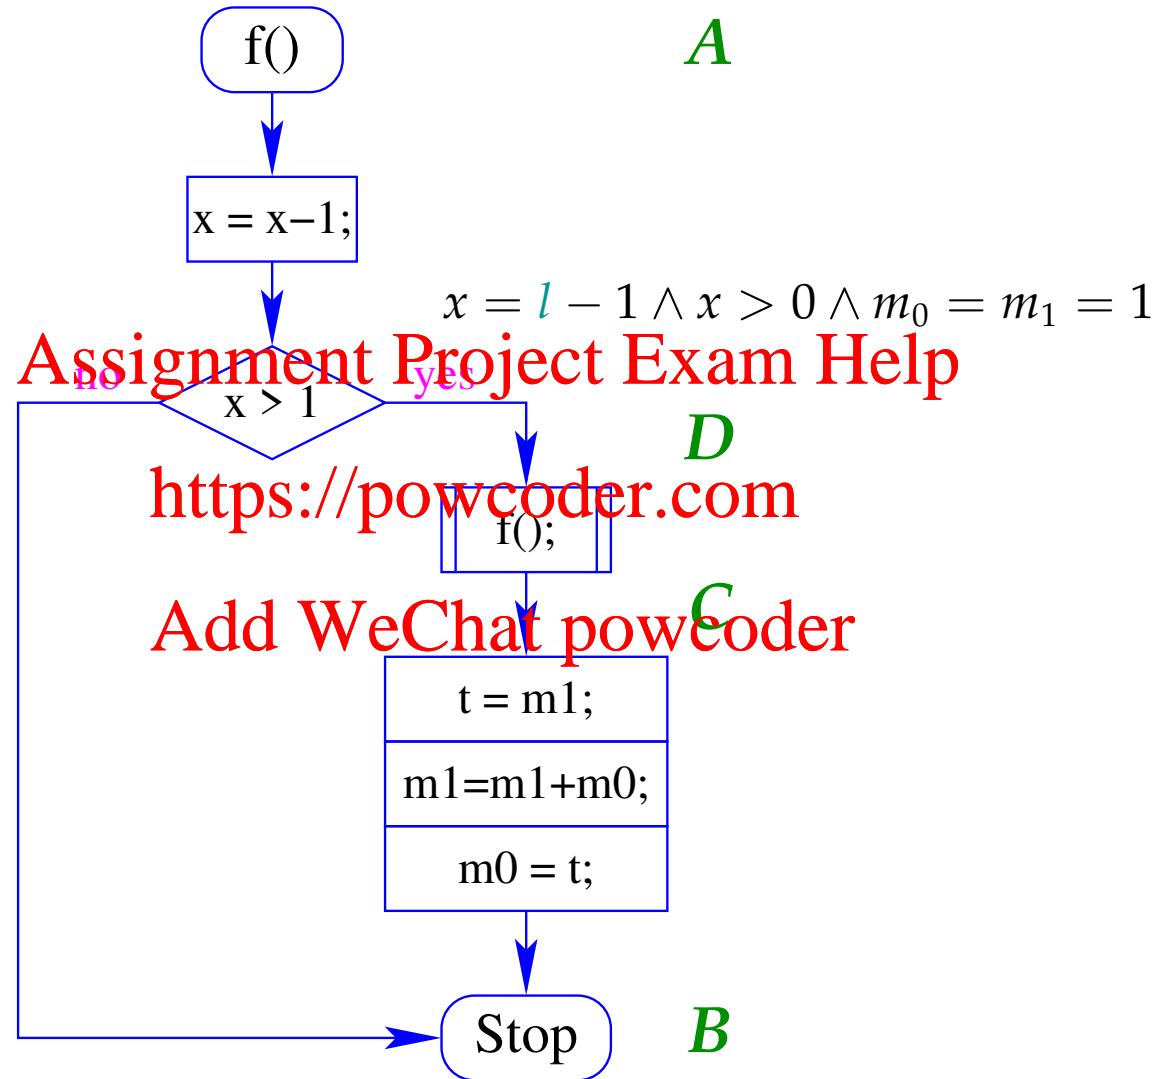 f()
A
x = x−1;
x = l − 1 ∧ x > 0 ∧ m₀ = m₁ = 1
Assignment Project Exam Help
no
yes
x > 1
D
https://powcoder.com
f();
C
Add WeChat powcoder
t = m1;
m1=m1+m0;
m0 = t;
Stop
B